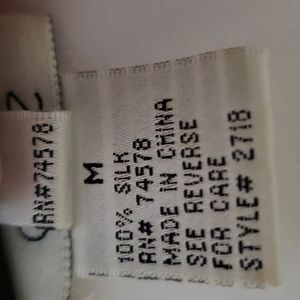 M
100% SILK
RN# 74578
MADE IN CHINA
SEE REVERSE
FOR CARE
STYLE# 2718
RN#74578